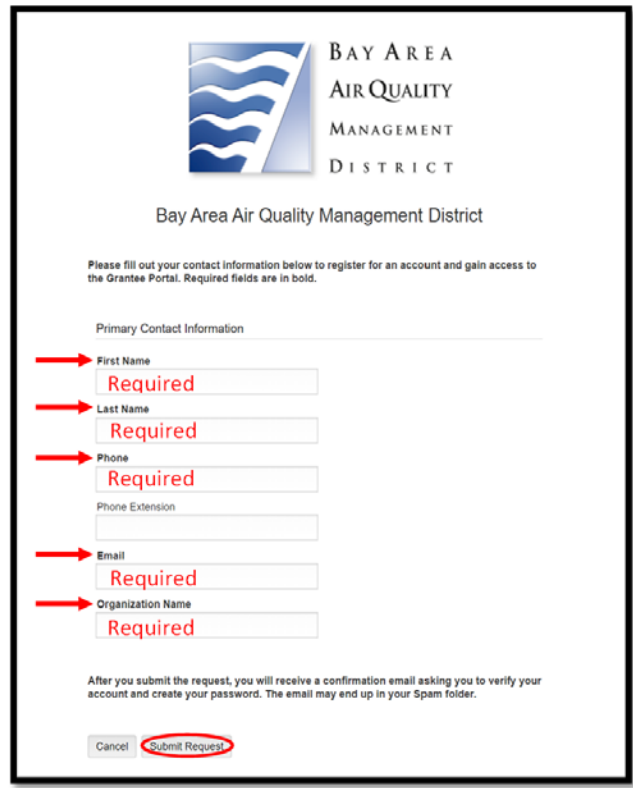 BAY AREA
AIR QUALITY
MANAGEMENT
DISTRICT
Bay Area Air Quality Management District
Please fill out your contact information below to register for an account and gain access to
the Grantee Portal. Required fields are in bold.
Primary Contact Information
First Name
Required
Last Name
Required
Phone
Required
Phone Extension
Email
Required
Organization Name
Required
After you submit the request, you will receive a confirmation email asking you to verify your
account and create your password. The email may end up in your Spam folder.
Cancel Submit Request